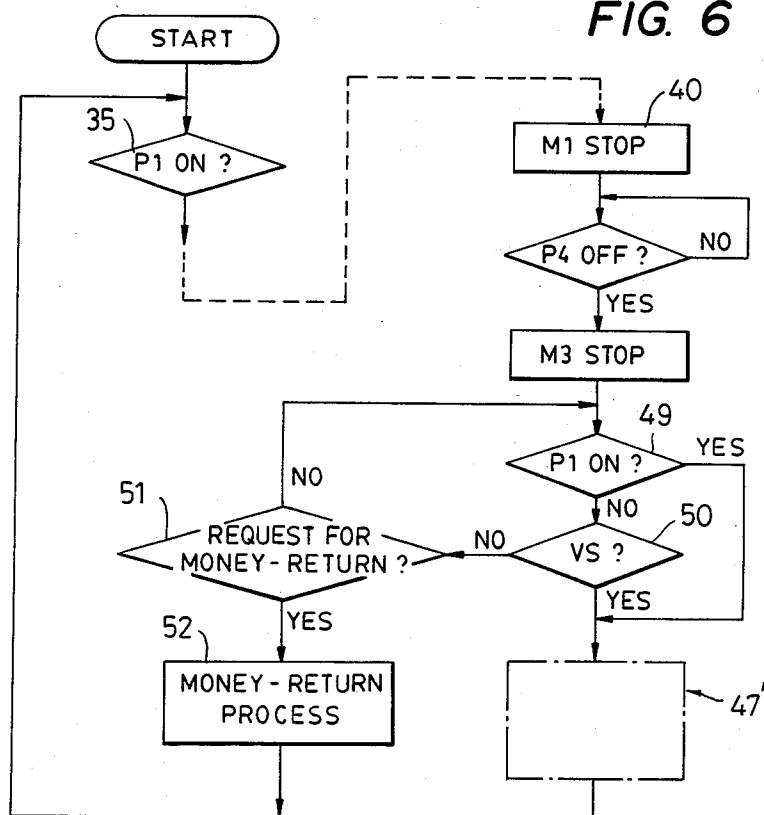 FIG. 6
START
40
35
P1 ON ?
M1 STOP
P4 OFF ?
NO
YES
M3 STOP
49
P1 ON ?
YES
NO
51
NO
50
REQUEST FOR
MONEY-RETURN ?
NO
VS ?
YES
YES
52
MONEY-RETURN
PROCESS
47'